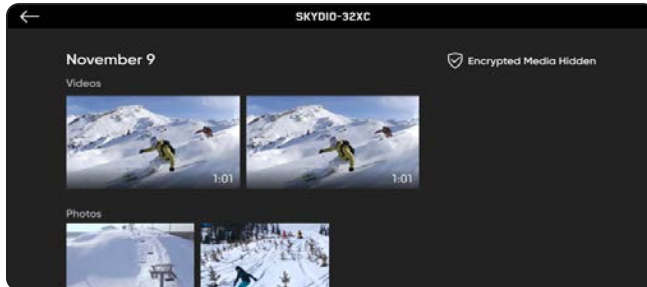 SKYDIO-32XC
November 9
Encrypted Media Hidden
Videos
1:01
1:01
Photos